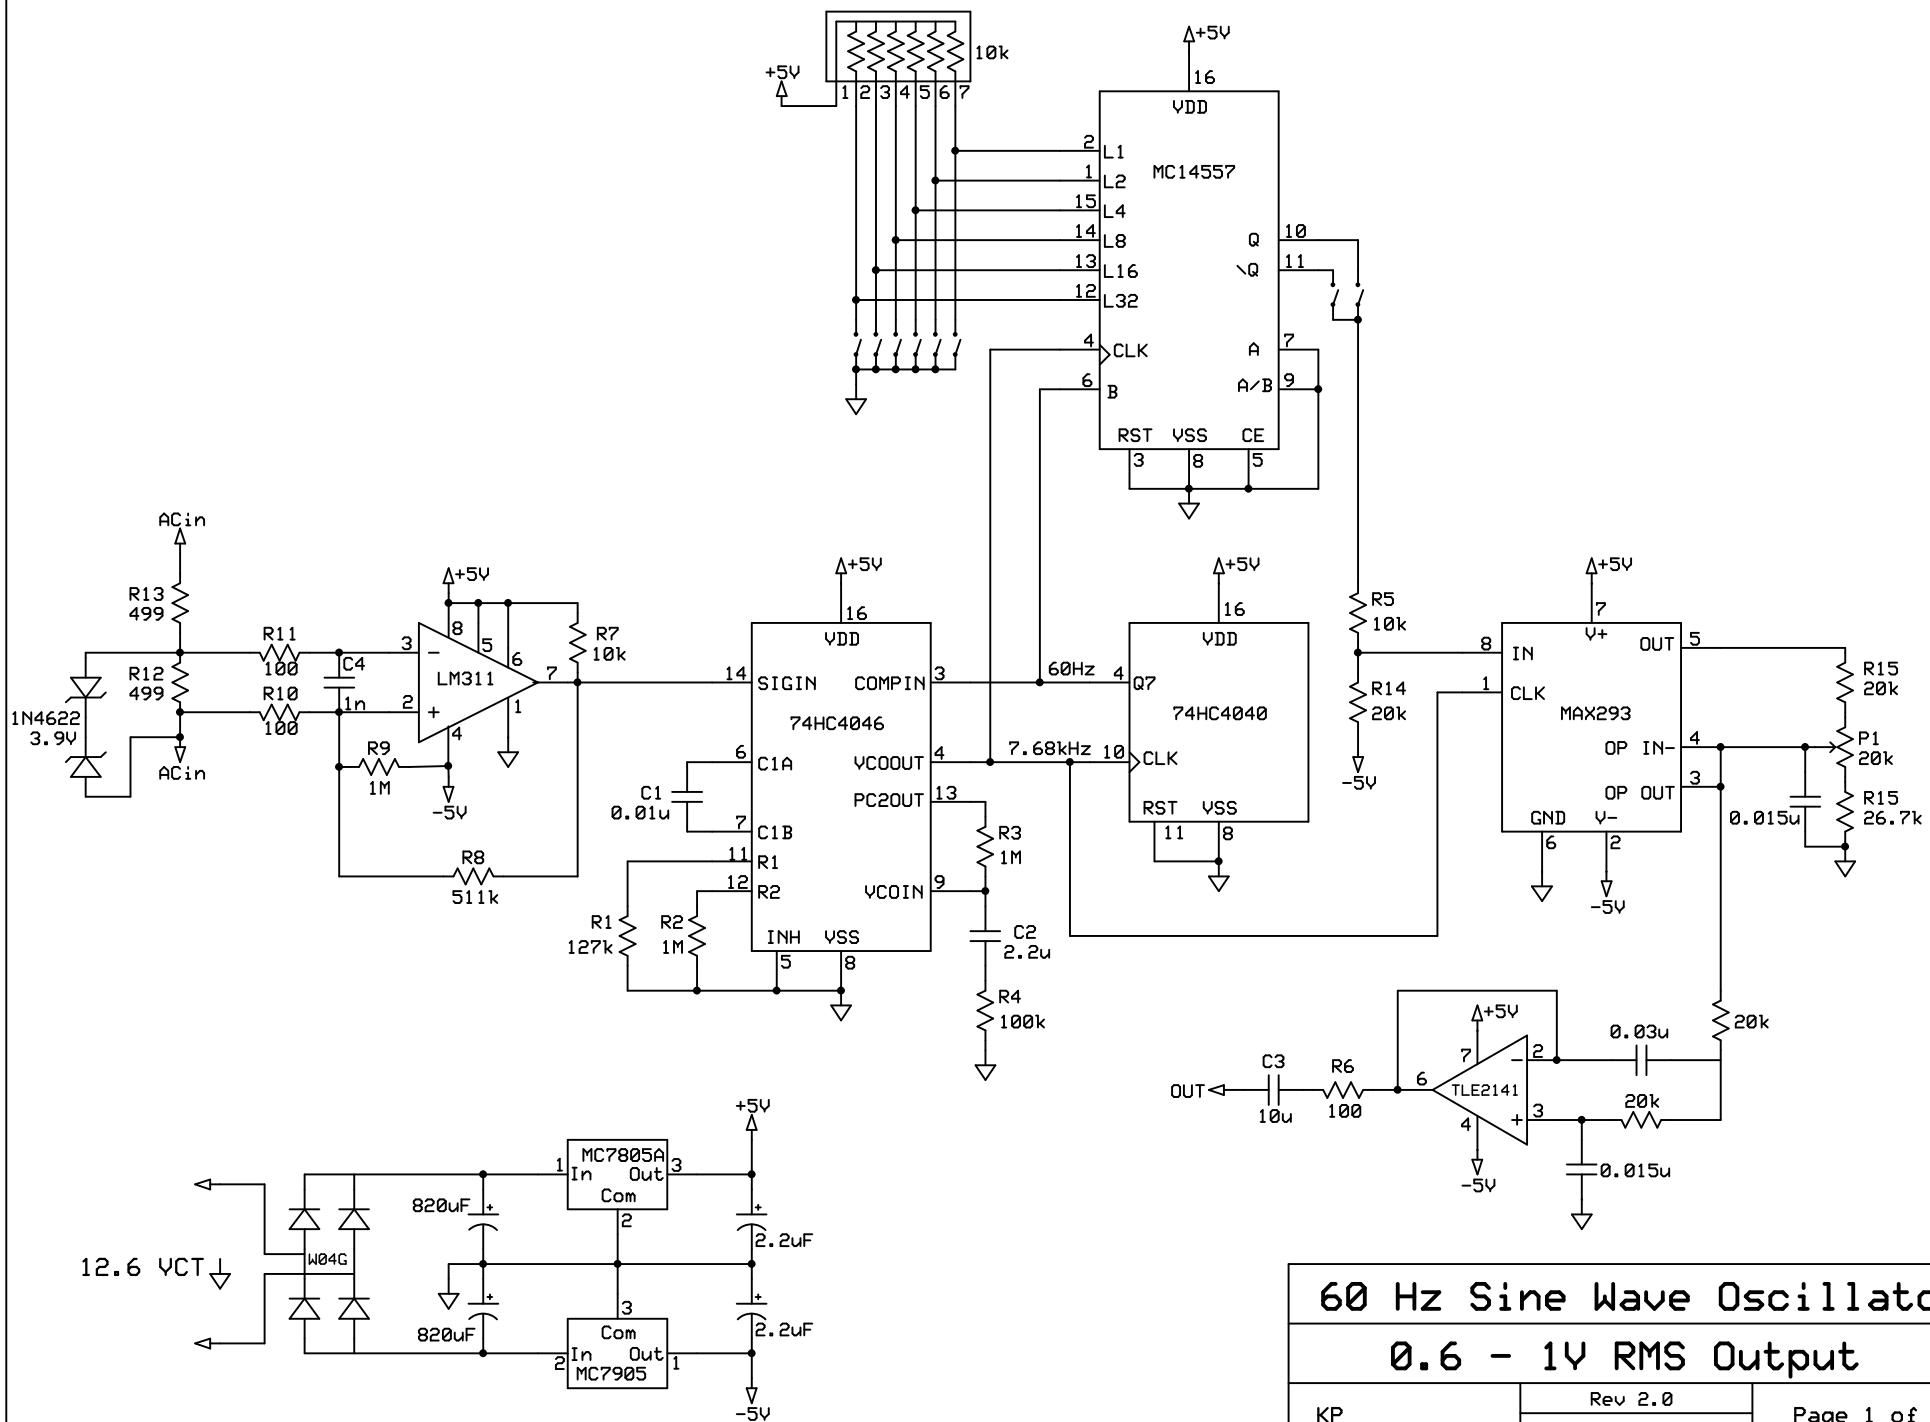 10k
+5V
1 2 3 4 5 6 7
+5V
16
VDD
MC14557
2 L1
1 L2
15 L4
14 L8
13 L16
12 L32
4 CLK
6 B
Q 10
\Q 11
A 7
A/B 9
RST VSS CE
3 8 5
ACin
R13
499
R12
499
1N4622
3.9V
ACin
R11
100
R10
100
C4
1n
+5V
8
5
6
3 -
2 +
LM311
7
1
4
R7
10k
R9
1M
-5V
R8
511k
+5V
16
VDD
14 SIGIN
COMPIN 3
74HC4046
6 C1A
VCOOUT 4
PC2OUT 13
7 C1B
11 R1
12 R2
VCOIN 9
INH VSS
5 8
C1
0.01u
R1
127k
R2
1M
R3
1M
C2
2.2u
R4
100k
60Hz
7.68kHz
+5V
16
VDD
4 Q7
74HC4040
10 CLK
RST VSS
11 8
R5
10k
R14
20k
-5V
+5V
7
V+
8 IN
OUT 5
1 CLK
MAX293
OP IN- 4
OP OUT 3
GND V-
6 2
-5V
R15
20k
P1
20k
R15
26.7k
0.015u
20k
0.03u
20k
0.015u
+5V
7
- 2
TLE2141
6
+ 3
4
-5V
R6
100
C3
10u
OUT
+5V
MC7805A
1 In Out 3
Com
2
820uF
+
+
2.2uF
12.6 VCT
W04G
3
Com
2 In Out 1
MC7905
820uF
+
+
2.2uF
-5V
60 Hz Sine Wave Oscillato
0.6 - 1V RMS Output
KP
Rev 2.0
Page 1 of